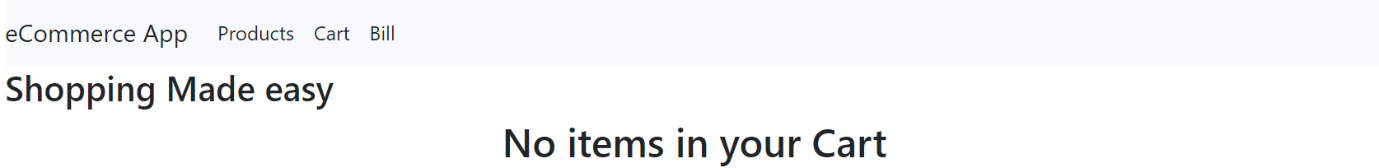 eCommerce App Products Cart Bill
Shopping Made easy
No items in your Cart